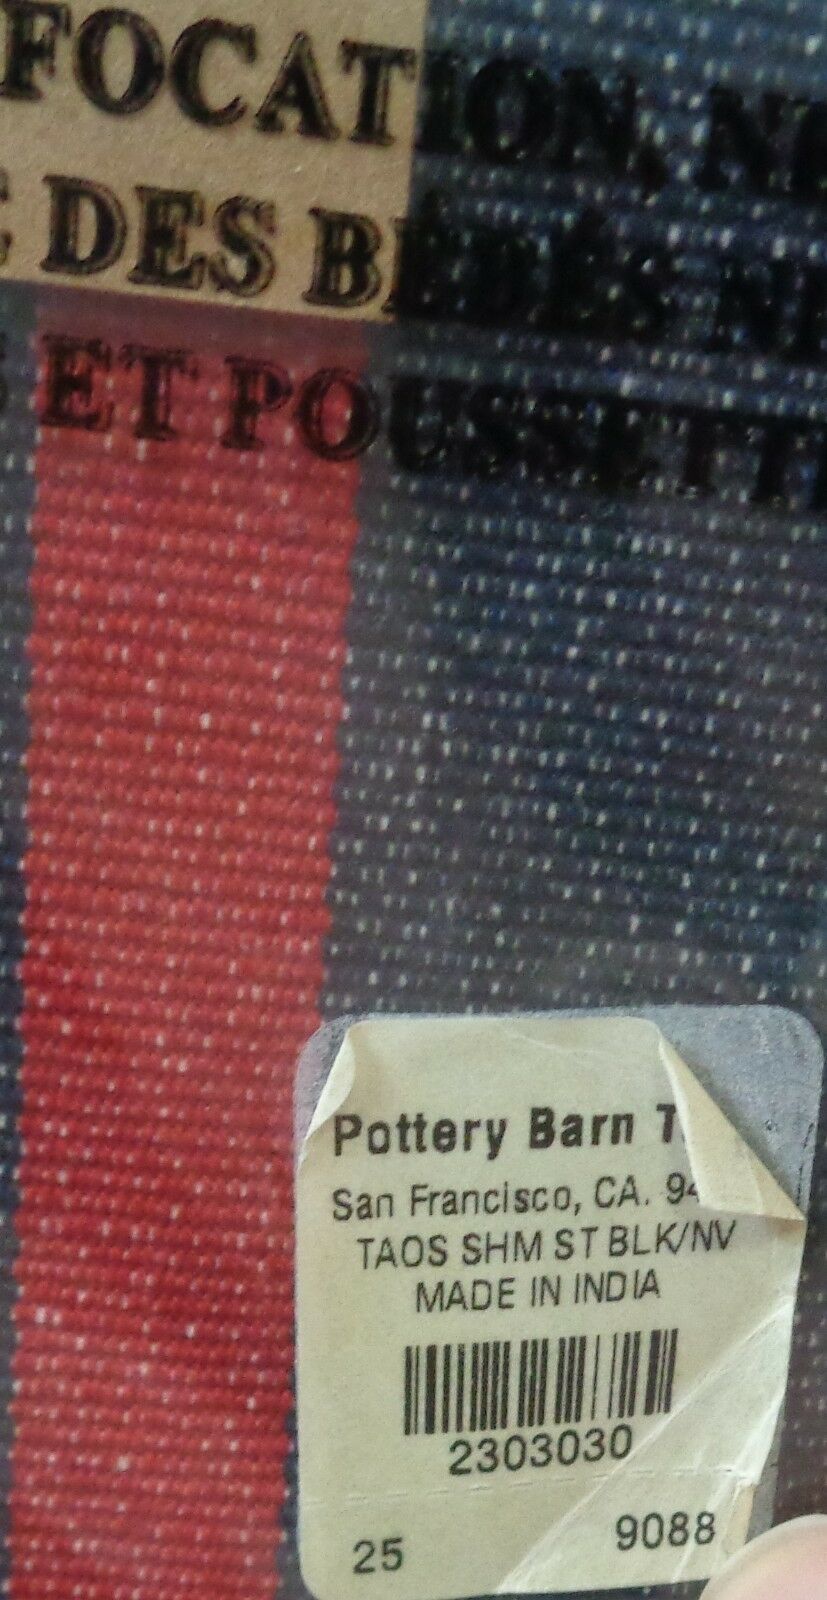 FOCATION,
DES BÉBÉS
ET POUSSETT
Pottery Barn T
San Francisco, CA. 94
TAOS SHM ST BLK/NV
MADE IN INDIA
2303030
25 9088